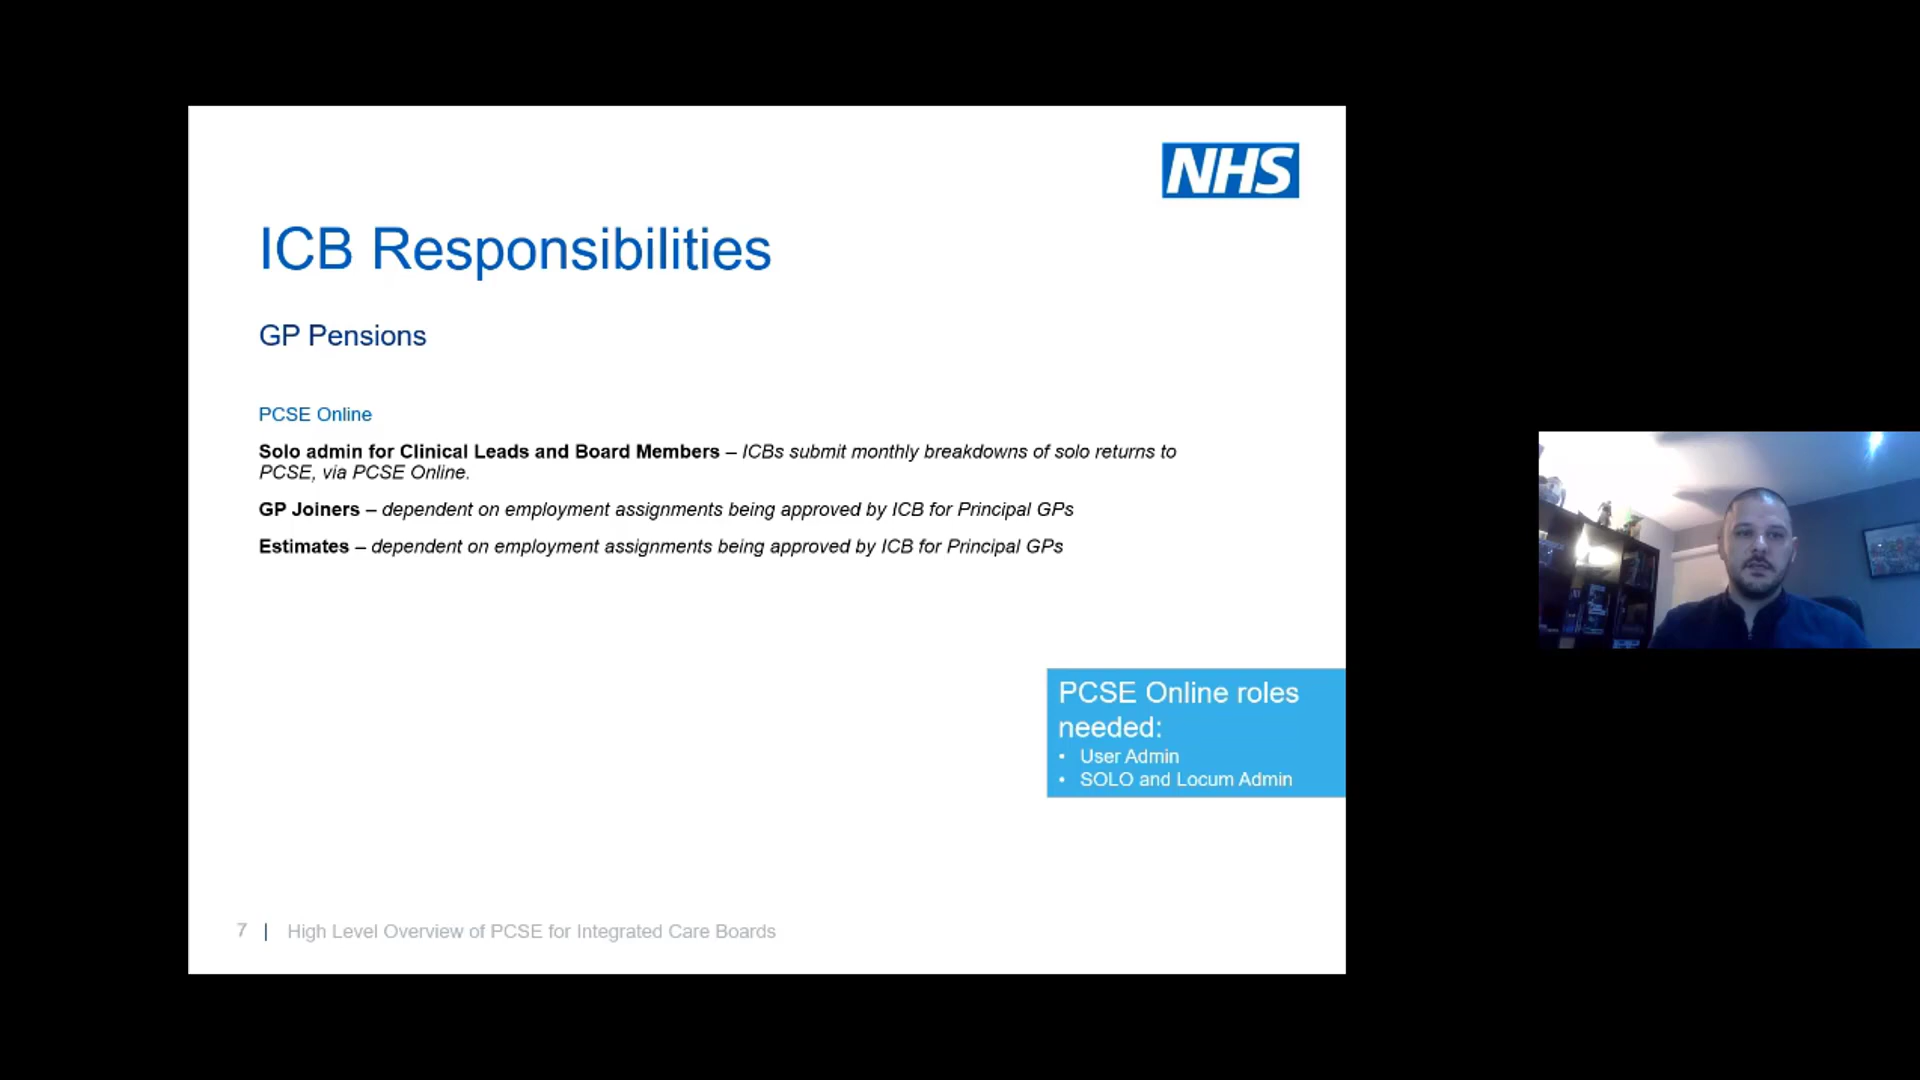 NHS
ICB Responsibilities
GP Pensions
PCSE Online
Solo admin for Clinical Leads and Board Members – ICBs submit monthly breakdowns of solo returns to
PCSE, via PCSE Online.
GP Joiners – dependent on employment assignments being approved by ICB for Principal GPs
Estimates – dependent on employment assignments being approved by ICB for Principal GPs
PCSE Online roles
needed:
• User Admin
• SOLO and Locum Admin
7 | High Level Overview of PCSE for Integrated Care Boards